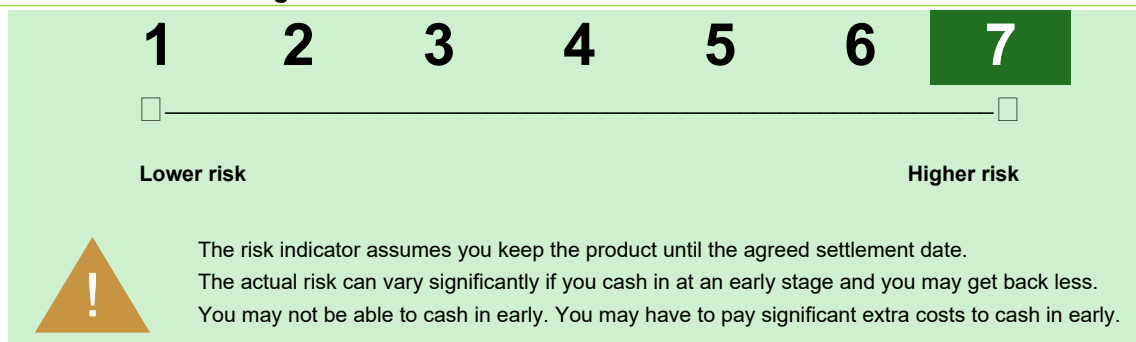 1 2 3 4 5 6 7
Lower risk Higher risk
The risk indicator assumes you keep the product until the agreed settlement date.
The actual risk can vary significantly if you cash in at an early stage and you may get back less.
! You may not be able to cash in early. You may have to pay significant extra costs to cash in early.